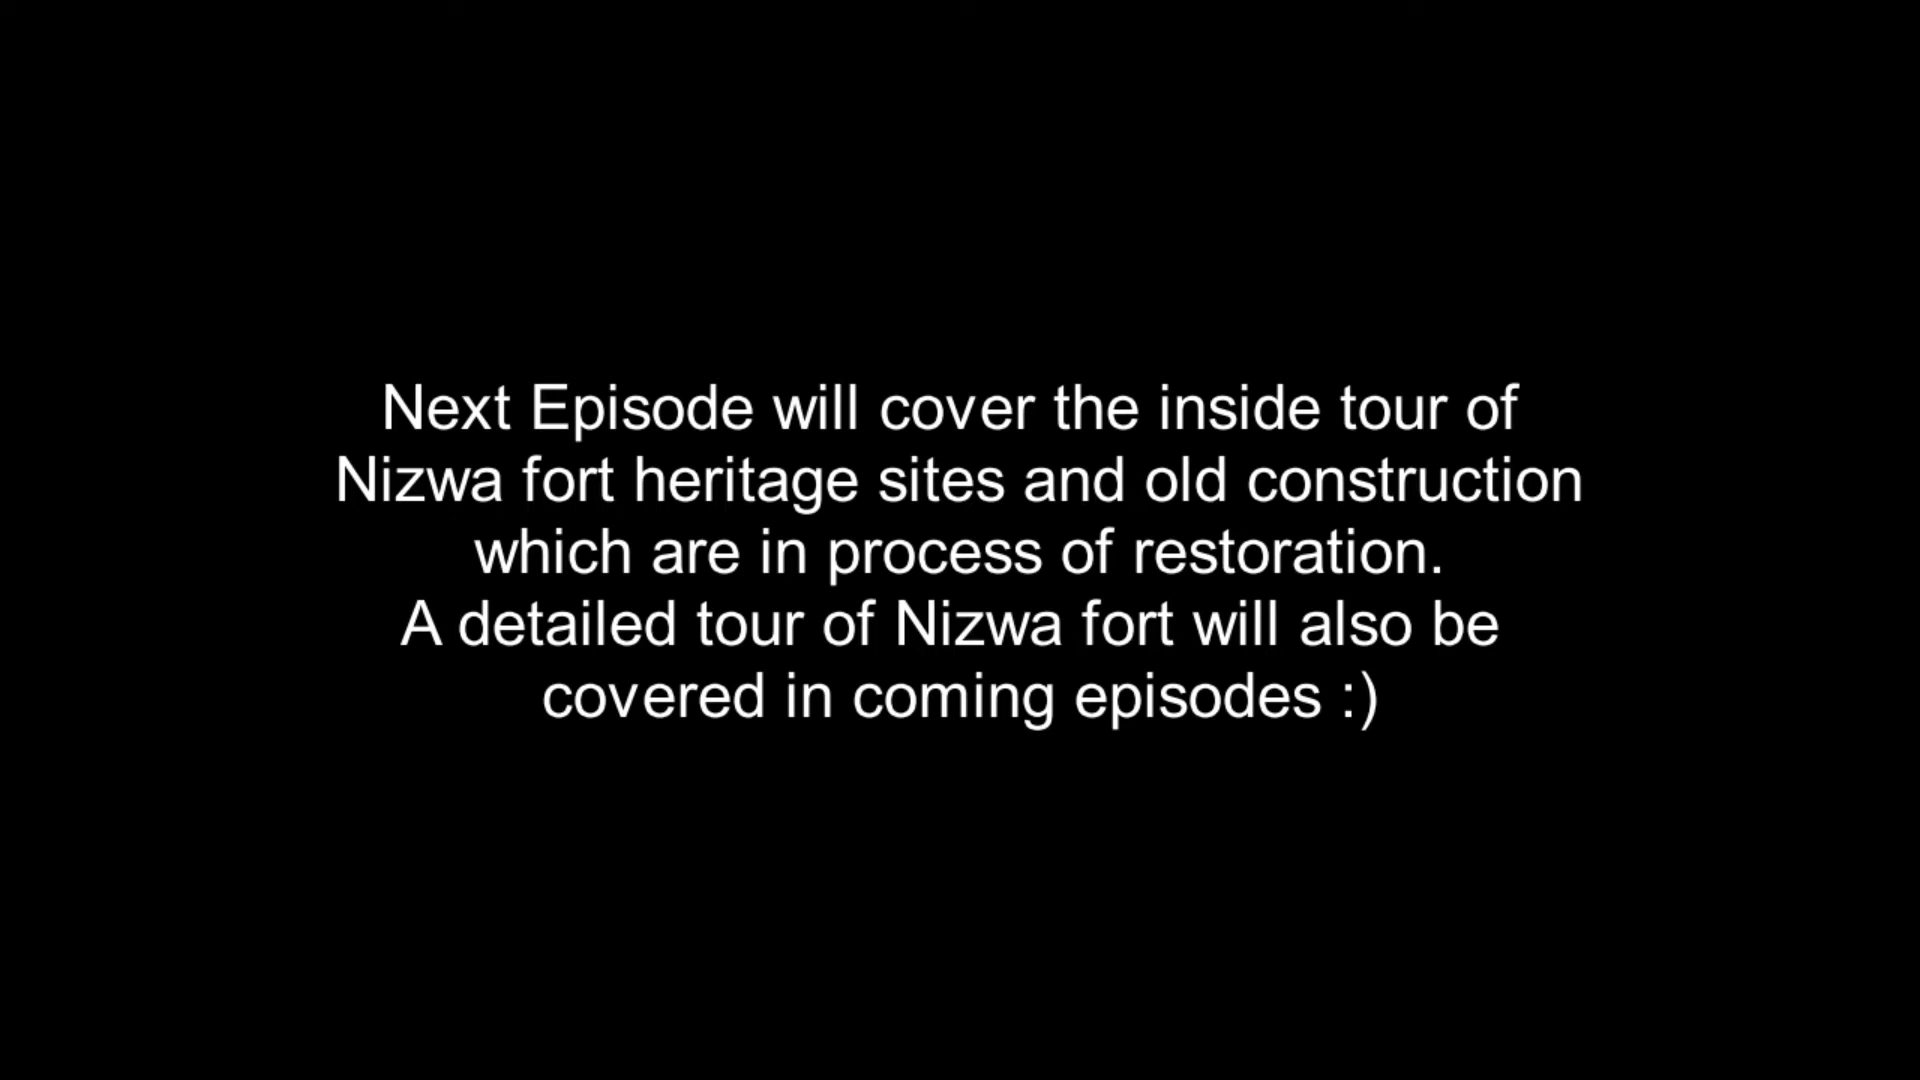 Next Episode will cover the inside tour of
Nizwa fort heritage sites and old construction
which are in process of restoration.
A detailed tour of Nizwa fort will also be
covered in coming episodes :)